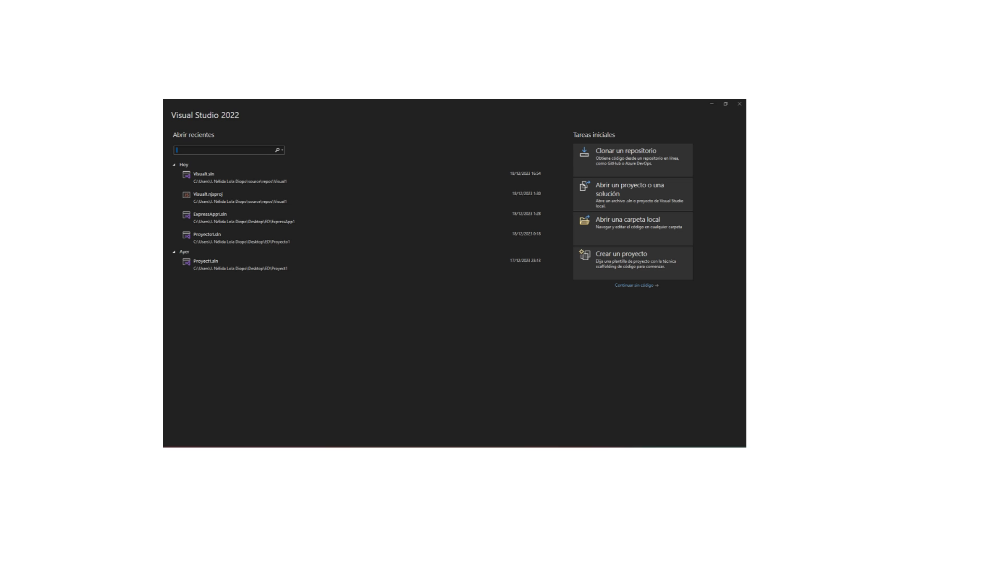 Visual Studio 2022
Abrir recientes
Hoy
Visual1.sln
18/12/2023 16:54
C:\Users\J. Nélida Lola Diopo\source\repos\Visual1
Visual1.njsproj
18/12/2023 1:30
C:\Users\J. Nélida Lola Diopo\source\repos\Visual1
ExpressApp1.sln
18/12/2023 1:28
C:\Users\J. Nélida Lola Diopo\Desktop\ED\ExpressApp1
Proyecto1.sln
18/12/2023 0:18
C:\Users\J. Nélida Lola Diopo\Desktop\ED\Proyecto1
Ayer
Proyect1.sln
17/12/2023 23:13
C:\Users\J. Nélida Lola Diopo\Desktop\ED\Proyect1
Tareas iniciales
Clonar un repositorio
Obtiene código desde un repositorio en línea,
como GitHub o Azure DevOps.
Abrir un proyecto o una
solución
Abre un archivo .sln o proyecto de Visual Studio
local.
Abrir una carpeta local
Navegar y editar el código en cualquier carpeta
Crear un proyecto
Elija una plantilla de proyecto con la técnica
scaffolding de código para comenzar.
Continuar sin código →